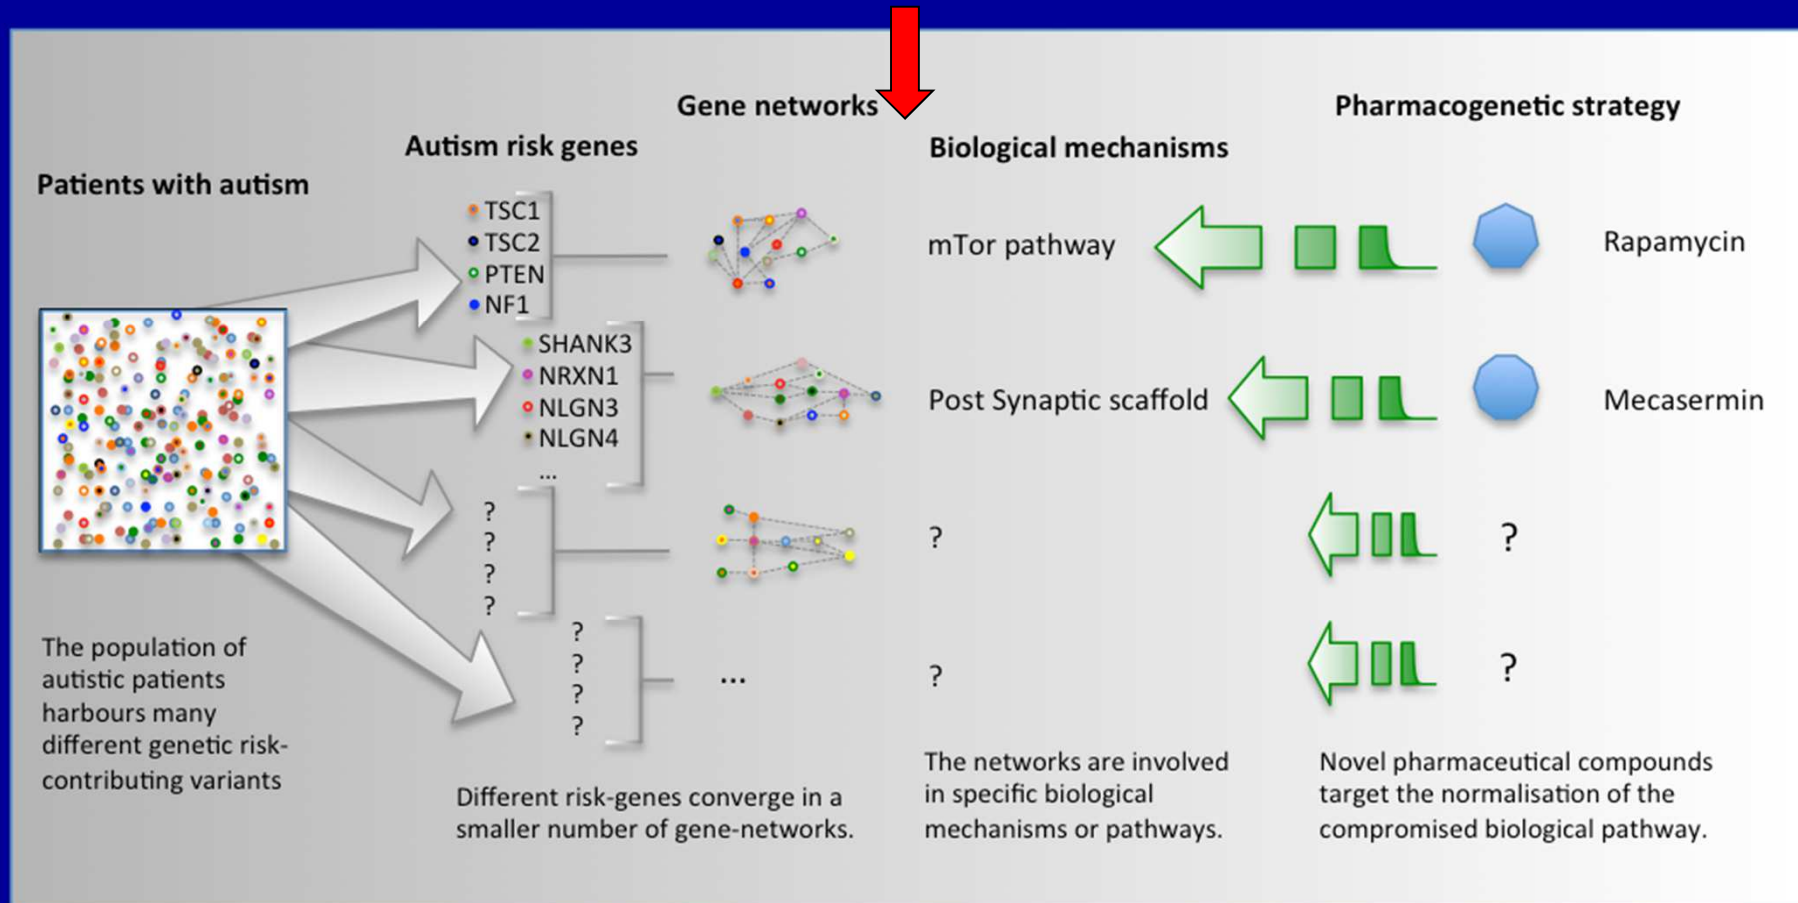 Gene networks
Pharmacogenetic strategy
Autism risk genes
Biological mechanisms
Patients with autism
TSC1
TSC2
PTEN
NF1
mTor pathway
Rapamycin
SHANK3
NRXN1
NLGN3
NLGN4
...
Post Synaptic scaffold
Mecasermin
?
?
?
?
?
?
?
?
?
?
...
?
?
The population of
autistic patients
harbours many
different genetic risk-
contributing variants
Different risk-genes converge in a
smaller number of gene-networks.
The networks are involved
in specific biological
mechanisms or pathways.
Novel pharmaceutical compounds
target the normalisation of the
compromised biological pathway.